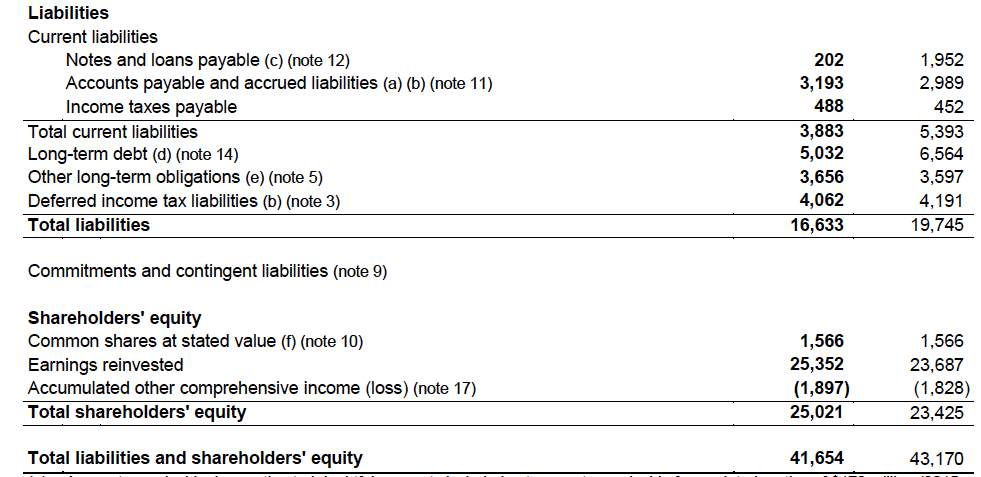 Liabilities
Current liabilities
Notes and loans payable (c) (note 12) 202 1,952
Accounts payable and accrued liabilities (a) (b) (note 11) 3,193 2,989
Income taxes payable 488 452
Total current liabilities 3,883 5,393
Long-term debt (d) (note 14) 5,032 6,564
Other long-term obligations (e) (note 5) 3,656 3,597
Deferred income tax liabilities (b) (note 3) 4,062 4,191
Total liabilities 16,633 19,745
Commitments and contingent liabilities (note 9)
Shareholders' equity
Common shares at stated value (f) (note 10) 1,566 1,566
Earnings reinvested 25,352 23,687
Accumulated other comprehensive income (loss) (note 17) (1,897) (1,828)
Total shareholders' equity 25,021 23,425
Total liabilities and shareholders' equity 41,654 43,170